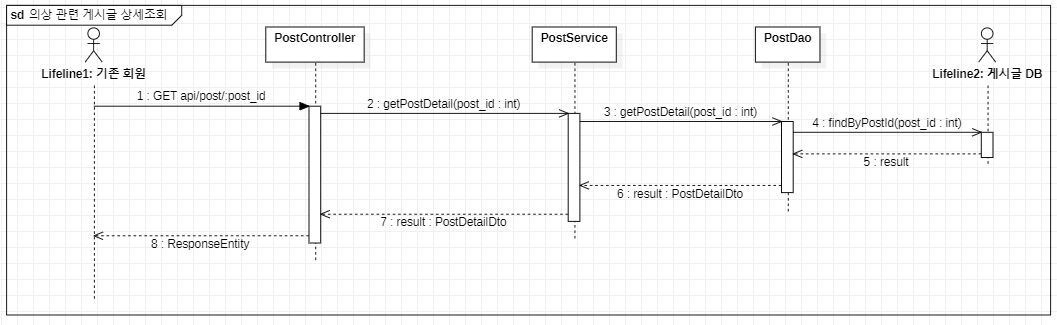 sd 의상 관련 게시글 상세조회
PostController
PostService
PostDao
Lifeline1: 기존 회원
Lifeline2: 게시글 DB
1 : GET api/post/:post_id
2 : getPostDetail(post_id : int)
3 : getPostDetail(post_id : int)
4 : findByPostId(post_id : int)
5 : result
6 : result : PostDetailDto
7 : result : PostDetailDto
8 : ResponseEntity